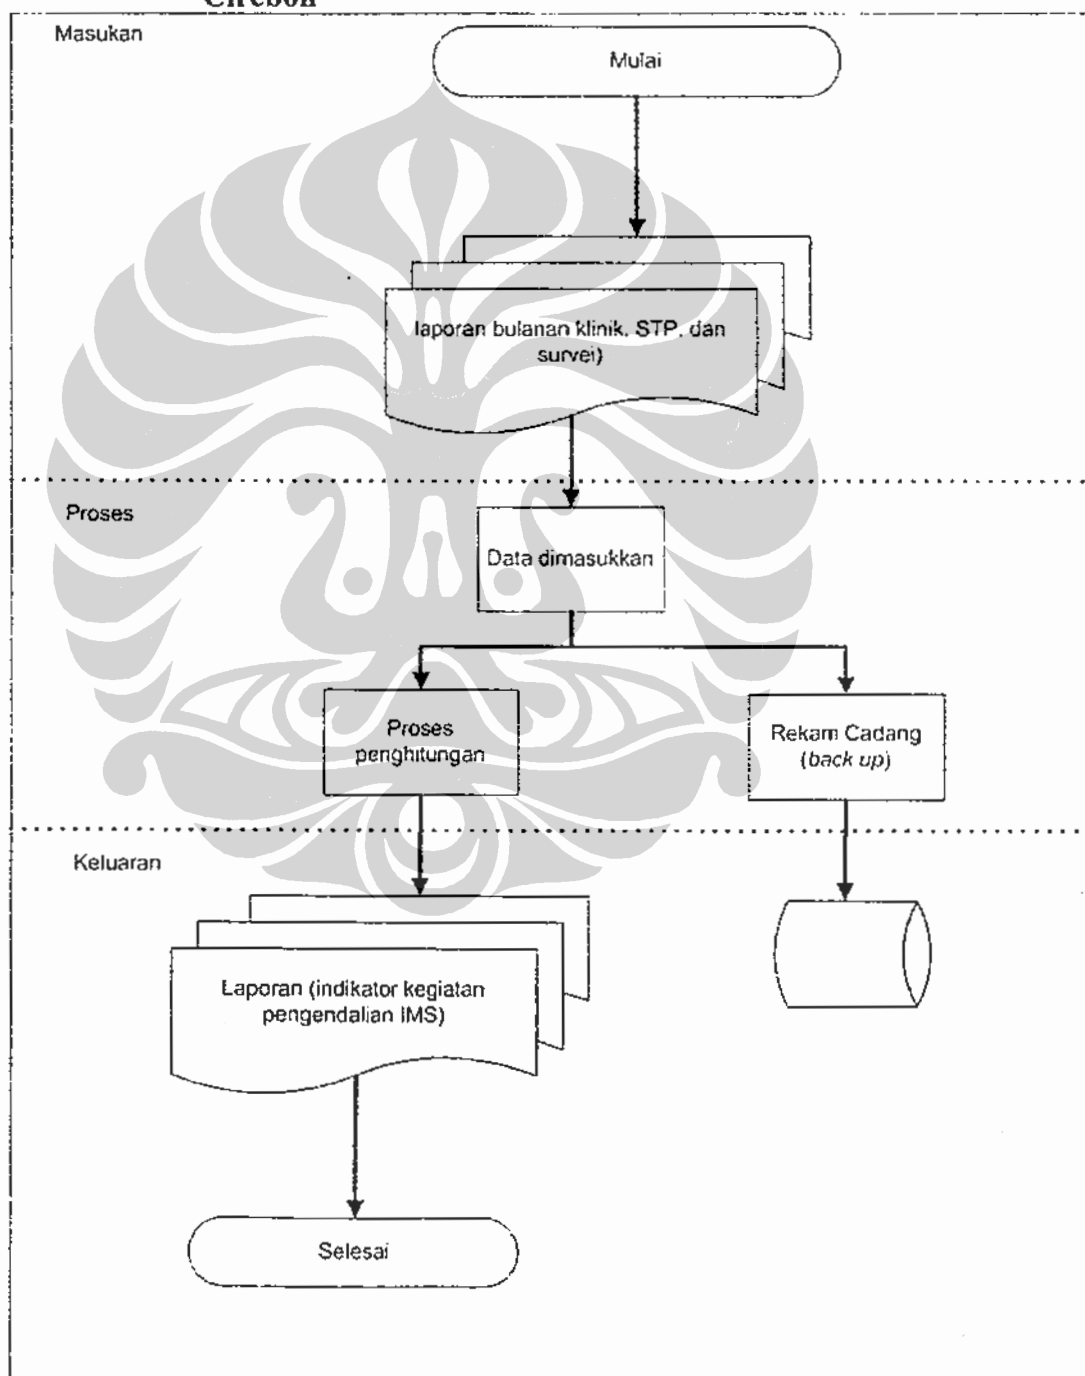 Cirebon
Masukan
Mulai
laporan bulanan klinik, STP, dan
survei)
Proses
Data dimasukkan
Proses
penghitungan
Rekam Cadang
(back up)
Keluaran
Laporan (indikator kegiatan
pengendalian IMS)
Selesai